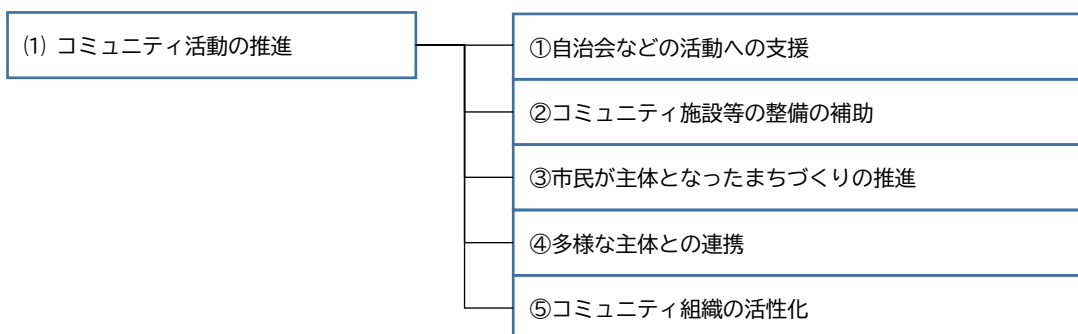 ⑴ コミュニティ活動の推進
①自治会などの活動への支援
②コミュニティ施設等の整備の補助
③市民が主体となったまちづくりの推進
④多様な主体との連携
⑤コミュニティ組織の活性化